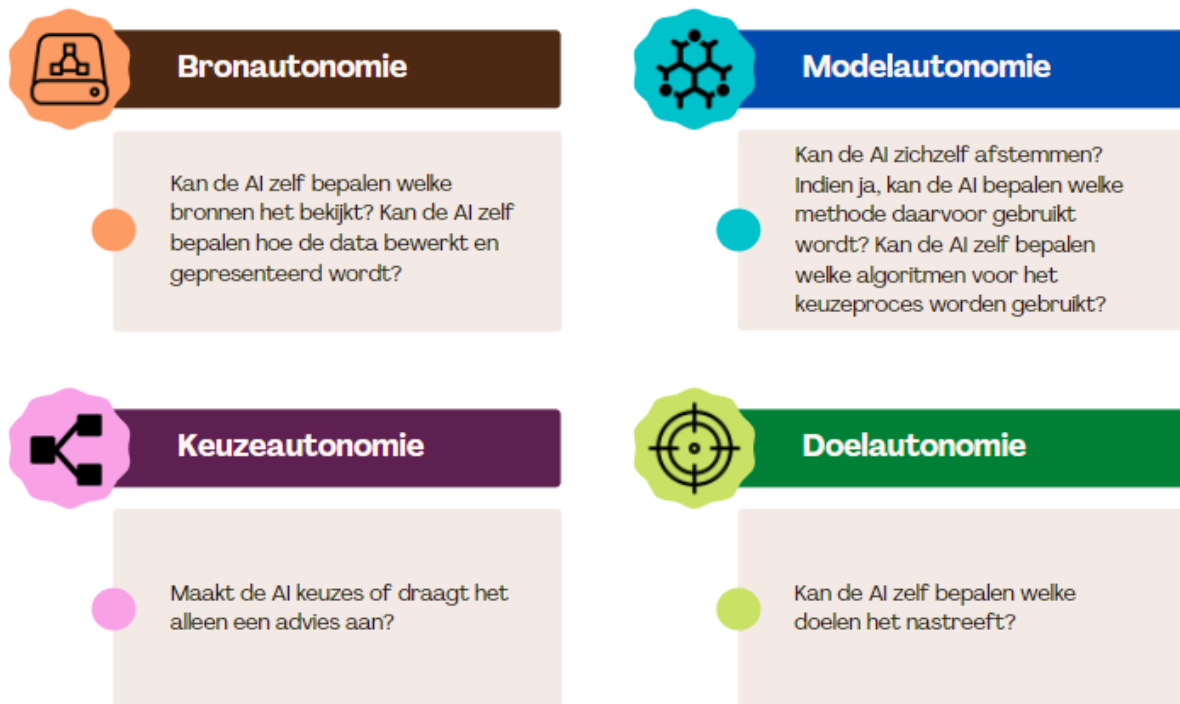 Bronautonomie
Kan de AI zelf bepalen welke
bronnen het bekijkt? Kan de AI zelf
bepalen hoe de data bewerkt en
gepresenteerd wordt?
Modelautonomie
Kan de AI zichzelf afstemmen?
Indien ja, kan de AI bepalen welke
methode daarvoor gebruikt
wordt? Kan de AI zelf bepalen
welke algoritmen voor het
keuzeproces worden gebruikt?
Keuzeautonomie
Maakt de AI keuzes of draagt het
alleen een advies aan?
Doelautonomie
Kan de AI zelf bepalen welke
doelen het nastreeft?